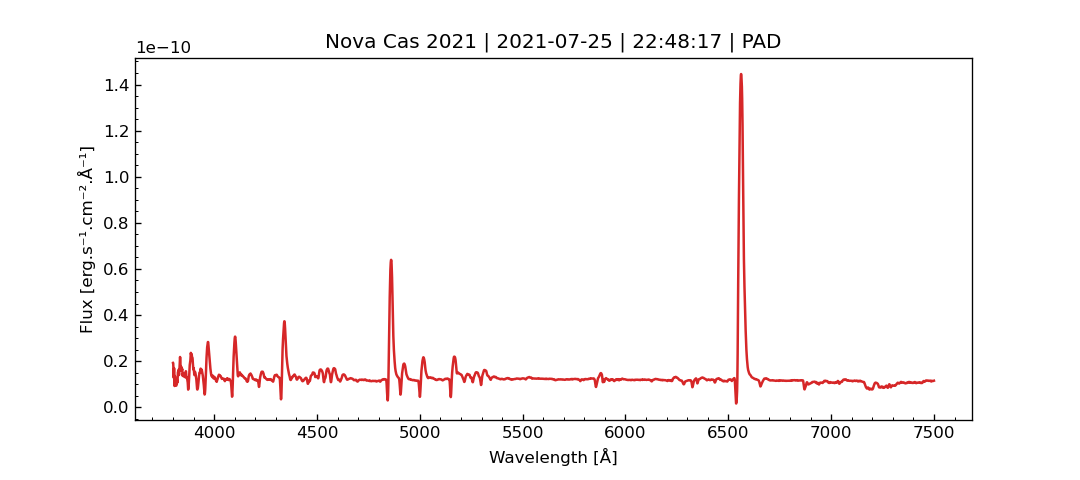 Nova Cas 2021 | 2021-07-25 | 22:48:17 | PAD
1e−10
1.4
1.2
1.0
0.8
0.6
0.4
0.2
0.0
Flux [erg.s⁻¹.cm⁻².Å⁻¹]
4000 4500 5000 5500 6000 6500 7000 7500
Wavelength [Å]